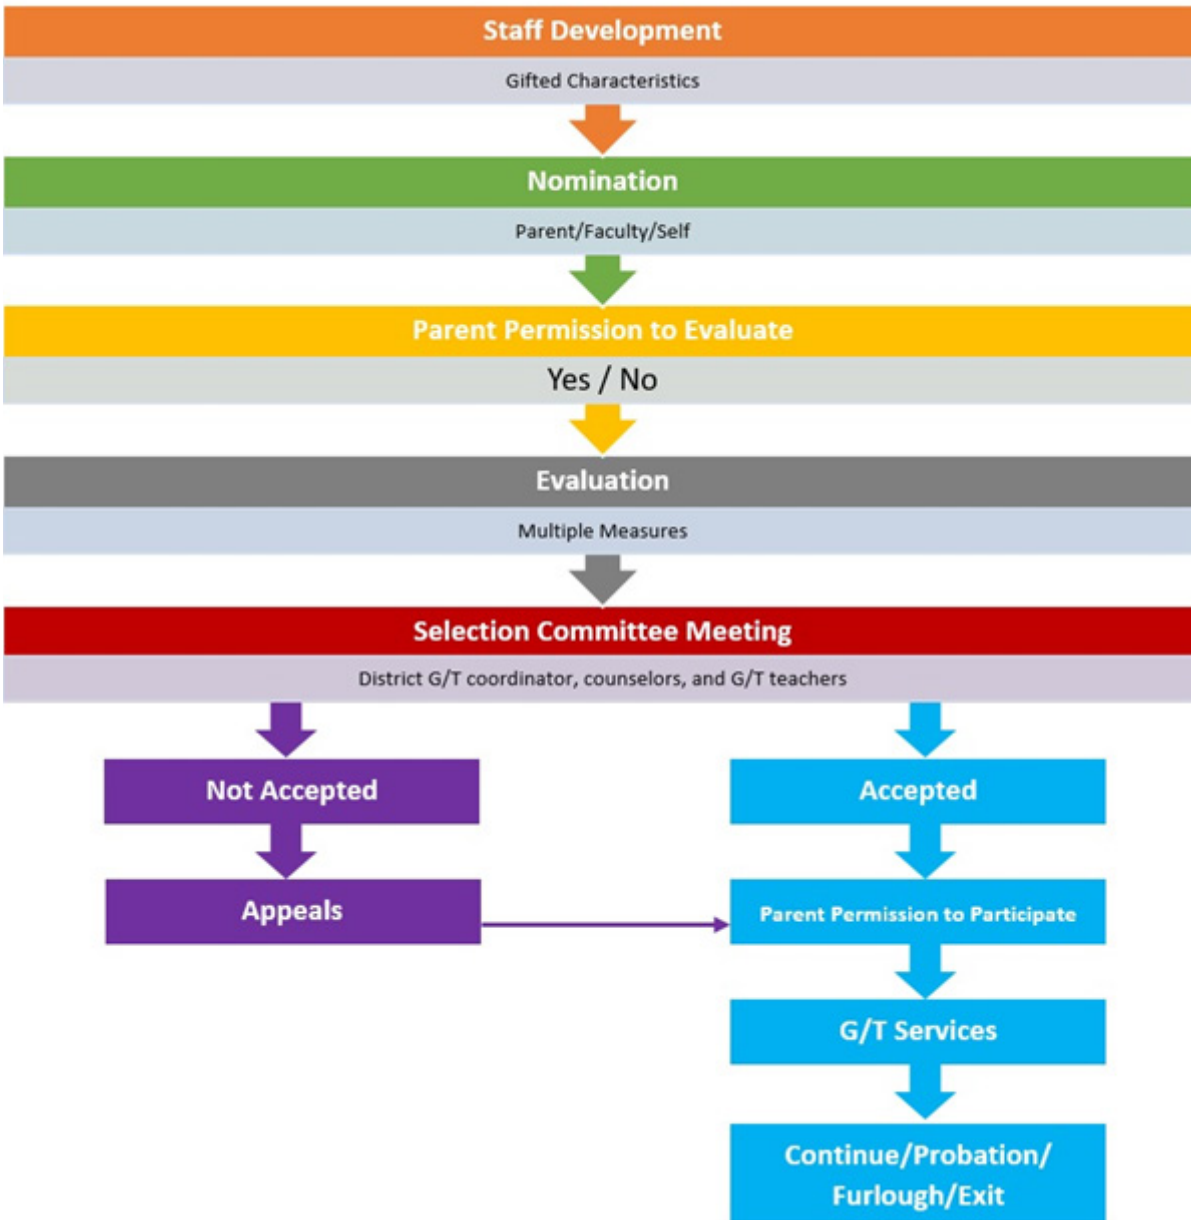 Staff Development
Gifted Characteristics
Nomination
Parent/Faculty/Self
Parent Permission to Evaluate
Yes / No
Evaluation
Multiple Measures
Selection Committee Meeting
District G/T coordinator, counselors, and G/T teachers
Not Accepted
Accepted
Appeals
Parent Permission to Participate
G/T Services
Continue/Probation/
Furlough/Exit